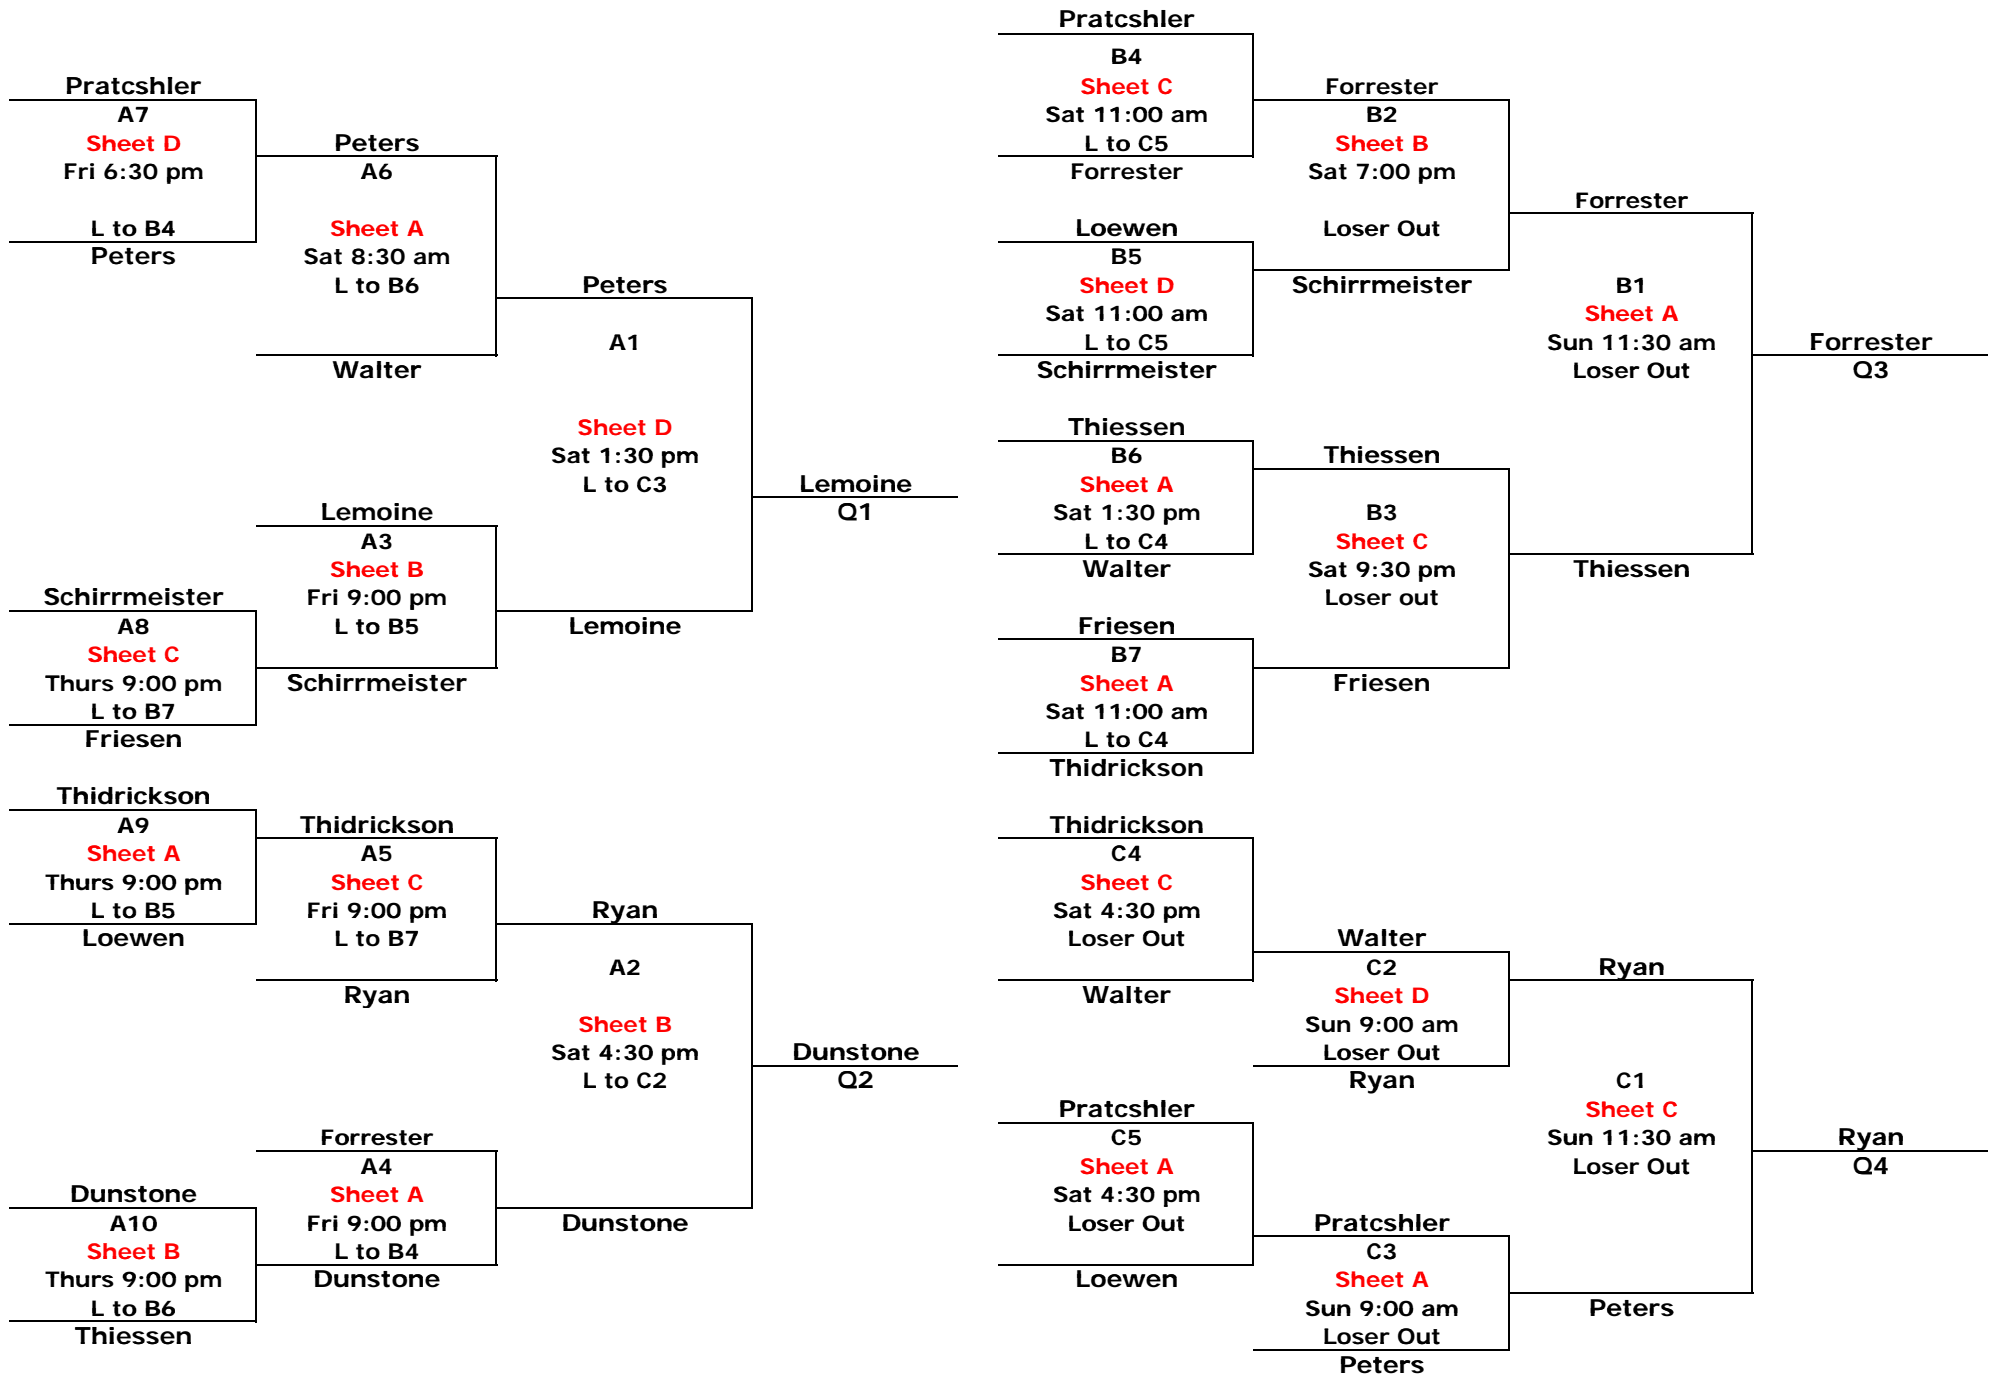 Pratcshler
A7
Sheet D
Fri 6:30 pm
L to B4
Peters
Peters
A6
Sheet A
Sat 8:30 am
L to B6
Walter
Peters
A1
Sheet D
Sat 1:30 pm
L to C3
Lemoine
Q1
Lemoine
A3
Sheet B
Fri 9:00 pm
L to B5
Schirrmeister
Lemoine
Schirrmeister
A8
Sheet C
Thurs 9:00 pm
L to B7
Friesen
Thidrickson
A9
Sheet A
Thurs 9:00 pm
L to B5
Loewen
Thidrickson
A5
Sheet C
Fri 9:00 pm
L to B7
Ryan
Ryan
A2
Sheet B
Sat 4:30 pm
L to C2
Dunstone
Q2
Forrester
A4
Sheet A
Fri 9:00 pm
L to B4
Dunstone
Dunstone
Dunstone
A10
Sheet B
Thurs 9:00 pm
L to B6
Thiessen
Pratcshler
B4
Sheet C
Sat 11:00 am
L to C5
Forrester
Forrester
B2
Sheet B
Sat 7:00 pm
Loser Out
Schirrmeister
Loewen
B5
Sheet D
Sat 11:00 am
L to C5
Schirrmeister
Forrester
B1
Sheet A
Sun 11:30 am
Loser Out
Thiessen
Forrester
Q3
Thiessen
B6
Sheet A
Sat 1:30 pm
L to C4
Walter
Thiessen
B3
Sheet C
Sat 9:30 pm
Loser out
Friesen
Friesen
B7
Sheet A
Sat 11:00 am
L to C4
Thidrickson
Thidrickson
C4
Sheet C
Sat 4:30 pm
Loser Out
Walter
Walter
C2
Sheet D
Sun 9:00 am
Loser Out
Ryan
Ryan
C1
Sheet C
Sun 11:30 am
Loser Out
Peters
Ryan
Q4
Pratcshler
C5
Sheet A
Sat 4:30 pm
Loser Out
Loewen
Pratcshler
C3
Sheet A
Sun 9:00 am
Loser Out
Peters